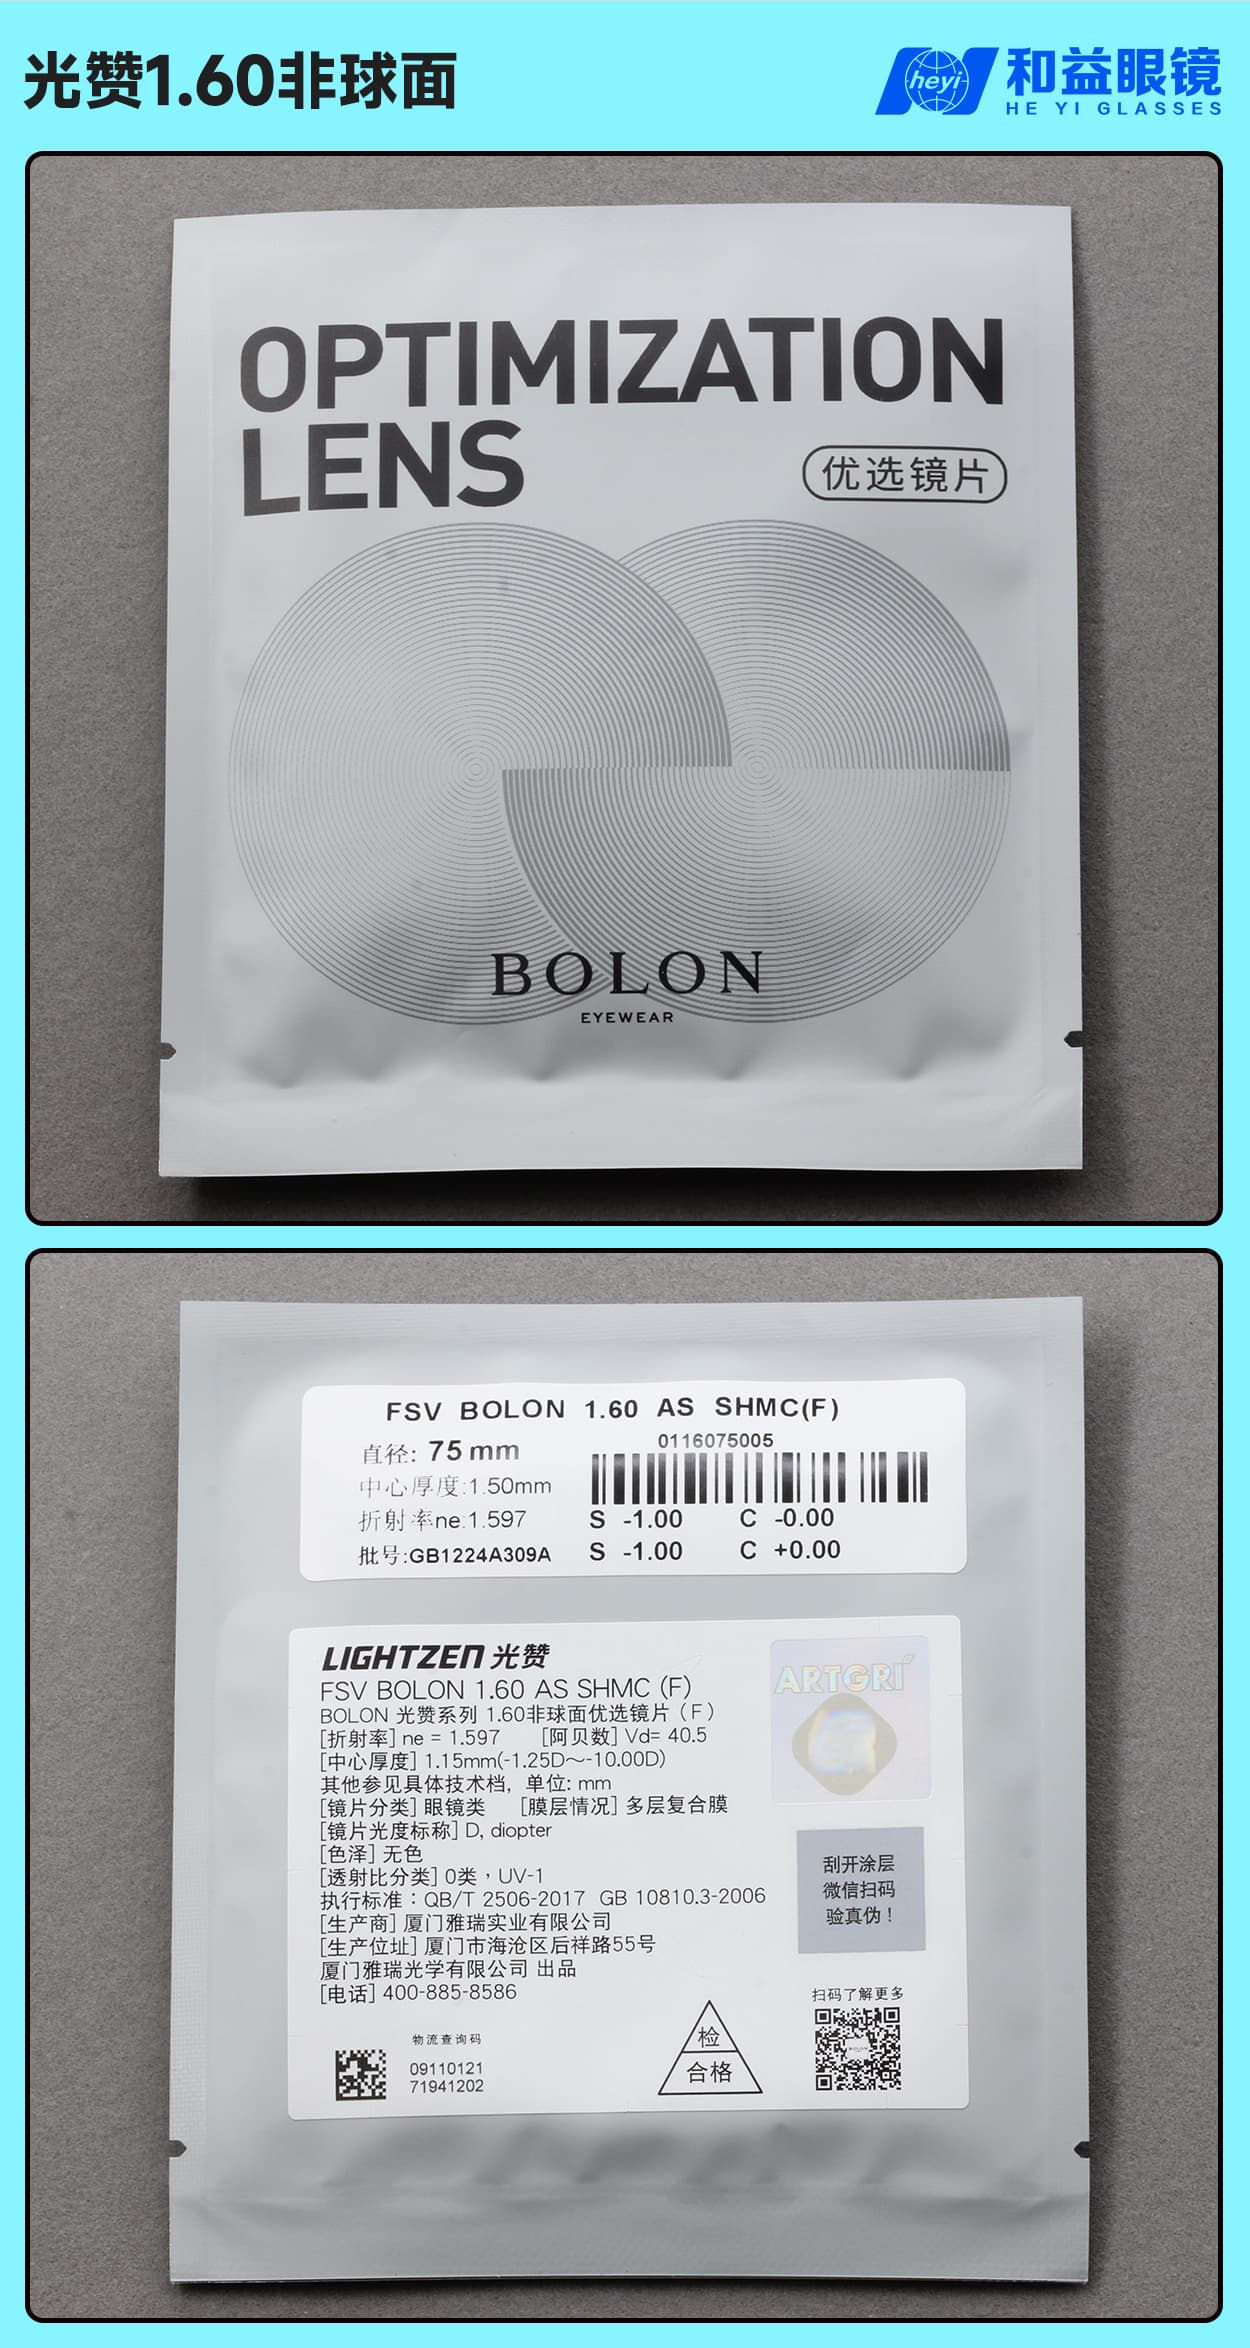 光赞1.60非球面
heyi
和益眼镜
HE YI GLASSES
OPTIMIZATION
LENS
优选镜片
BOLON
EYEWEAR
FSV BOLON 1.60 AS SHMC(F)
直径: 75mm
0116075005
中心厚度:1.50mm
折射率ne:1.597
S -1.00 C -0.00
批号:GB1224A309A
S -1.00 C +0.00
LIGHTZEN 光赞
FSV BOLON 1.60 AS SHMC (F)
BOLON 光赞系列 1.60非球面优选镜片（F）
[折射率] ne = 1.597 [阿贝数] Vd= 40.5
[中心厚度] 1.15mm(-1.25D～-10.00D)
其他参见具体技术档，单位: mm
[镜片分类] 眼镜类 [膜层情况] 多层复合膜
[镜片光度标称] D, diopter
[色泽] 无色
[透射比分类] 0类，UV-1
执行标准：QB/T 2506-2017 GB 10810.3-2006
[生产商] 厦门雅瑞实业有限公司
[生产位址] 厦门市海沧区后祥路55号
厦门雅瑞光学有限公司 出品
[电话] 400-885-8586
ARTGRI
刮开涂层
微信扫码
验真伪！
物流查询码
09110121
71941202
检
合格
扫码了解更多
BOLON